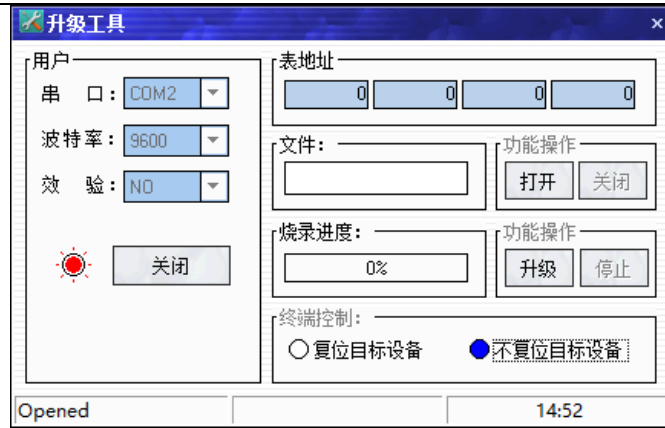 升级工具
用户
串 口: COM2
波特率: 9600
效 验: NO
关闭
表地址
0 0 0 0
文件:
功能操作
打开 关闭
烧录进度:
0%
功能操作
升级 停止
终端控制:
复位目标设备 不复位目标设备
Opened 14:52